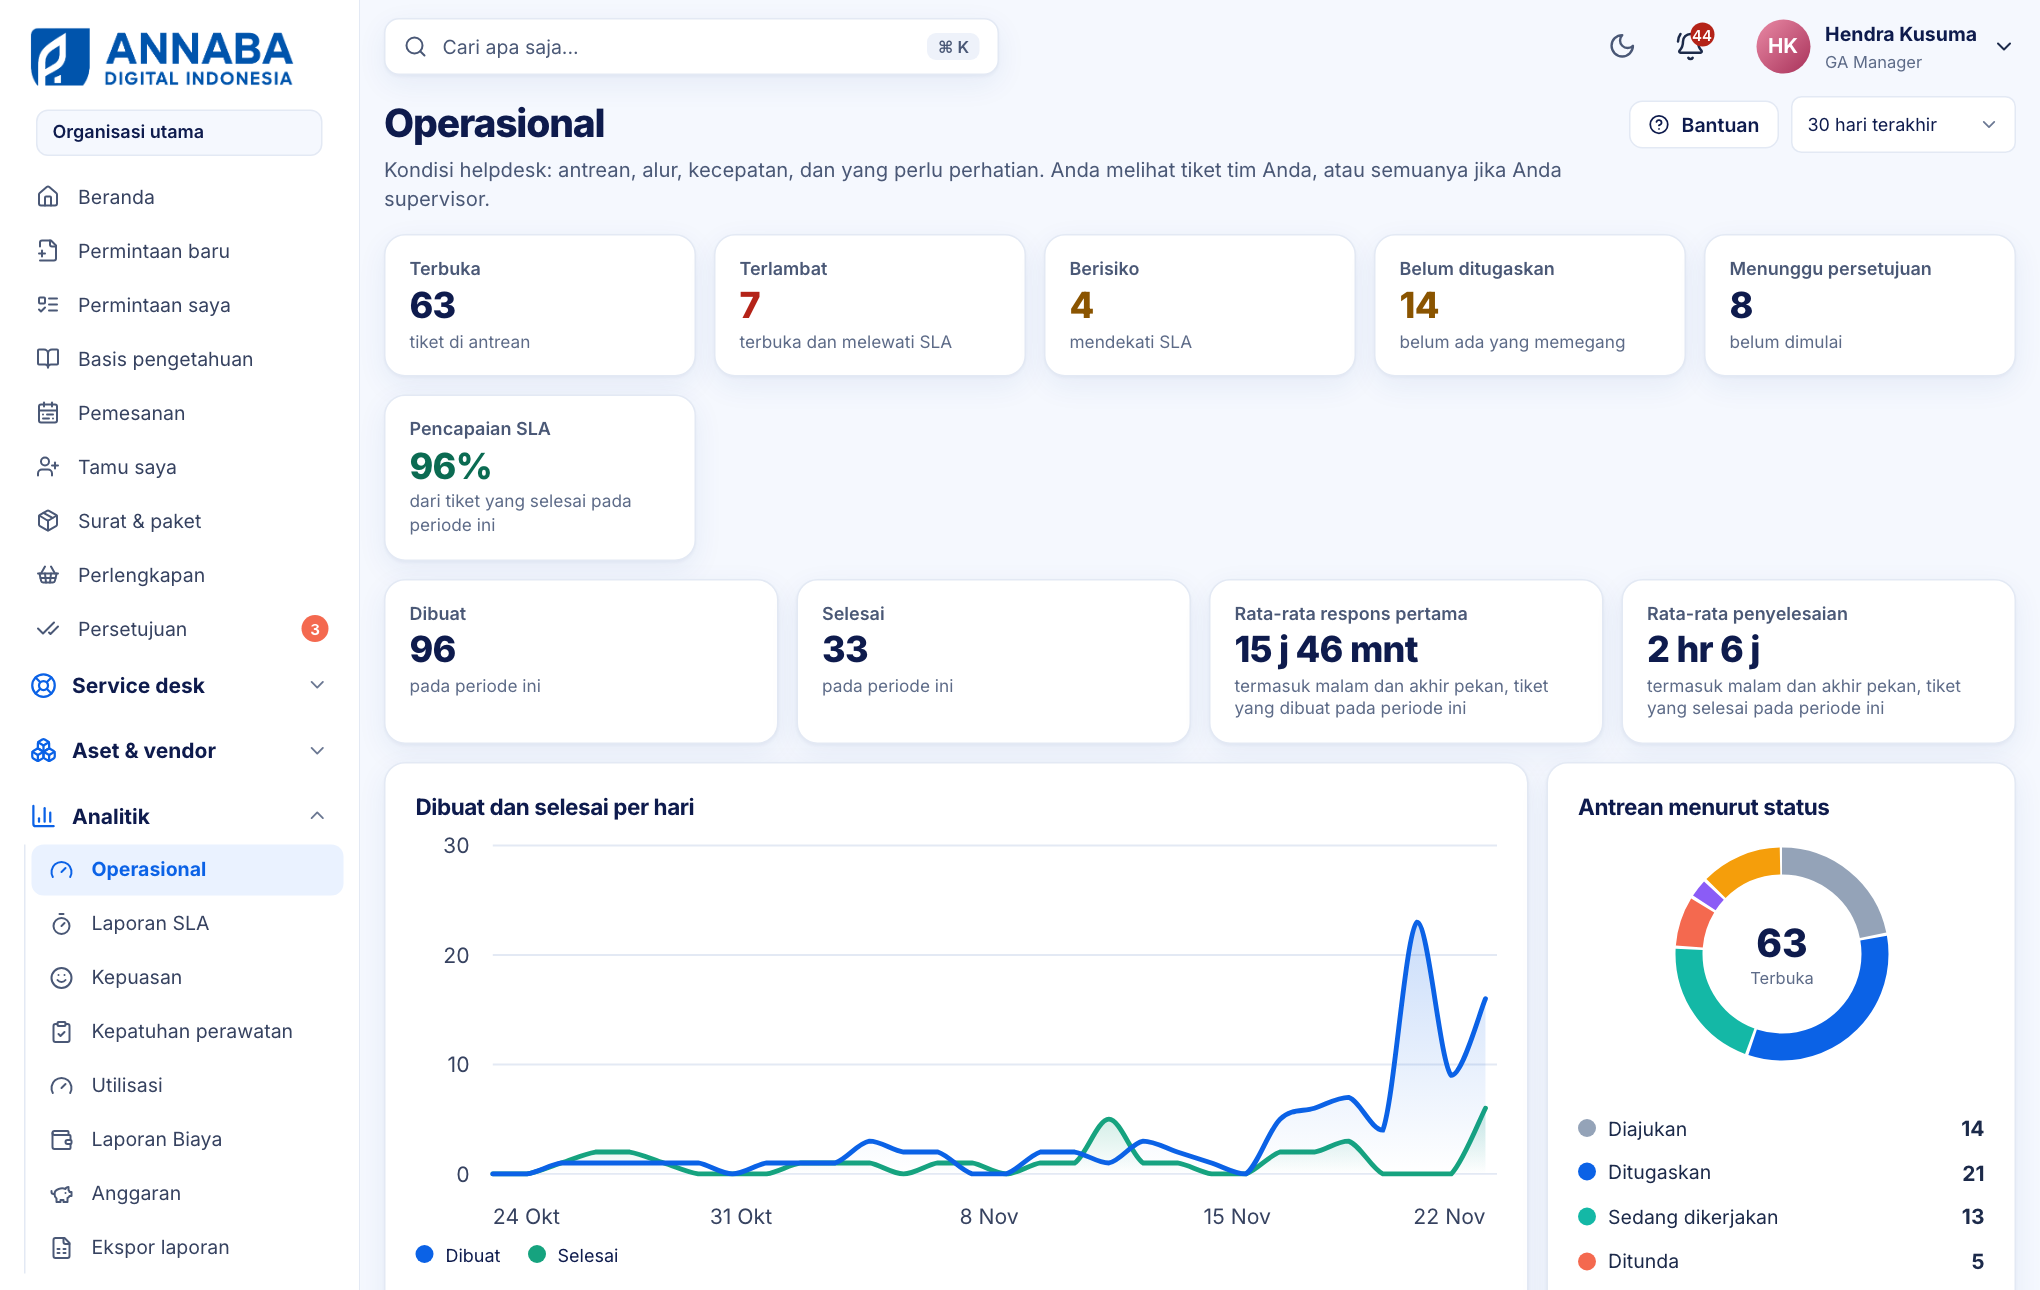 ANNABA
DIGITAL INDONESIA
Organisasi utama
Beranda
Permintaan baru
Permintaan saya
Basis pengetahuan
Pemesanan
Tamu saya
Surat & paket
Perlengkapan
Persetujuan 3
Service desk
Aset & vendor
Analitik
Operasional
Laporan SLA
Kepuasan
Kepatuhan perawatan
Utilisasi
Laporan Biaya
Anggaran
Ekspor laporan
Cari apa saja... ⌘ K
44
HK
Hendra Kusuma
GA Manager
Operasional
Bantuan
30 hari terakhir
Kondisi helpdesk: antrean, alur, kecepatan, dan yang perlu perhatian. Anda melihat tiket tim Anda, atau semuanya jika Anda
supervisor.
Terbuka
63
tiket di antrean
Terlambat
7
terbuka dan melewati SLA
Berisiko
4
mendekati SLA
Belum ditugaskan
14
belum ada yang memegang
Menunggu persetujuan
8
belum dimulai
Pencapaian SLA
96%
dari tiket yang selesai pada
periode ini
Dibuat
96
pada periode ini
Selesai
33
pada periode ini
Rata-rata respons pertama
15 j 46 mnt
termasuk malam dan akhir pekan, tiket
yang dibuat pada periode ini
Rata-rata penyelesaian
2 hr 6 j
termasuk malam dan akhir pekan, tiket
yang selesai pada periode ini
Dibuat dan selesai per hari
30
20
10
0
24 Okt 31 Okt 8 Nov 15 Nov 22 Nov
Dibuat Selesai
Antrean menurut status
63
Terbuka
Diajukan 14
Ditugaskan 21
Sedang dikerjakan 13
Ditunda 5